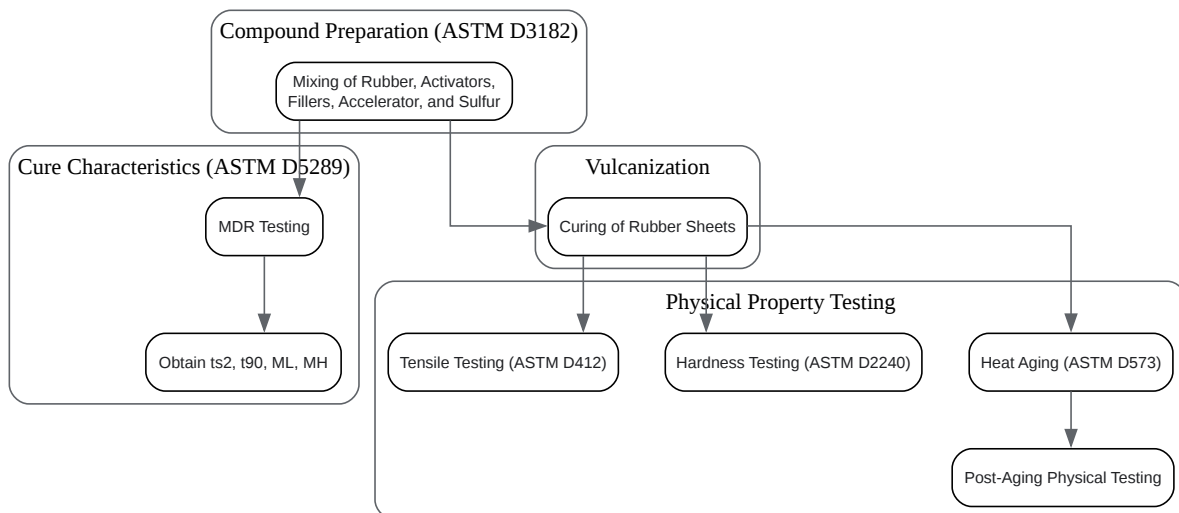 Compound Preparation (ASTM D3182)
Mixing of Rubber, Activators,
Fillers, Accelerator, and Sulfur
Cure Characteristics (ASTM D5289)
MDR Testing
Obtain ts2, t90, ML, MH
Vulcanization
Curing of Rubber Sheets
Physical Property Testing
Tensile Testing (ASTM D412)
Hardness Testing (ASTM D2240)
Heat Aging (ASTM D573)
Post-Aging Physical Testing